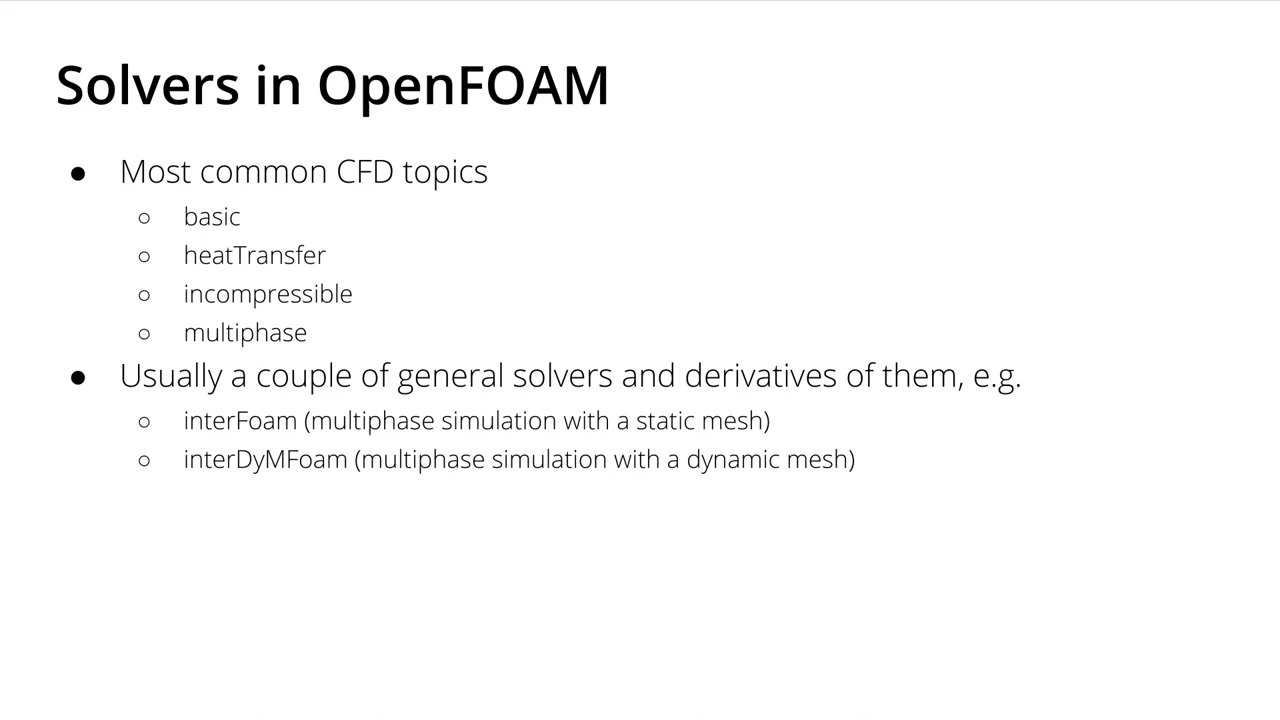 Solvers in OpenFOAM
● Most common CFD topics
○ basic
○ heatTransfer
○ incompressible
○ multiphase
● Usually a couple of general solvers and derivatives of them, e.g.
○ interFoam (multiphase simulation with a static mesh)
○ interDyMFoam (multiphase simulation with a dynamic mesh)